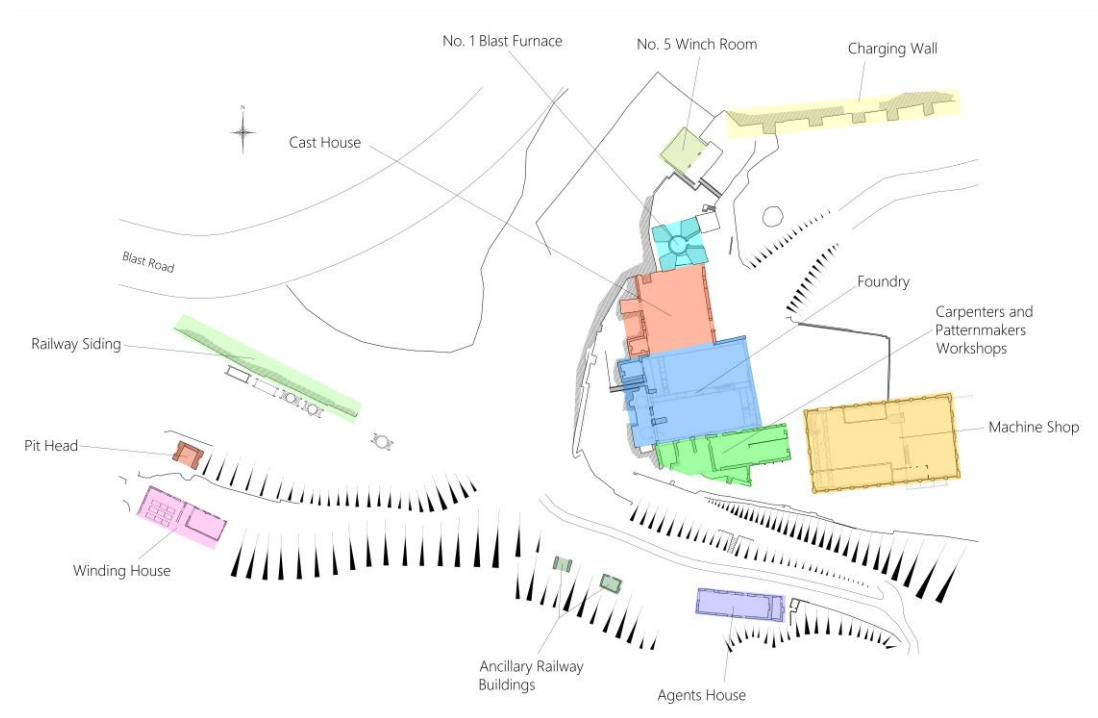 No. 1 Blast Furnace
No. 5 Winch Room
Charging Wall
N
Cast House
Blast Road
Foundry
Carpenters and
Patternmakers
Workshops
Railway Siding
Machine Shop
Pit Head
Winding House
Ancillary Railway
Buildings
Agents House